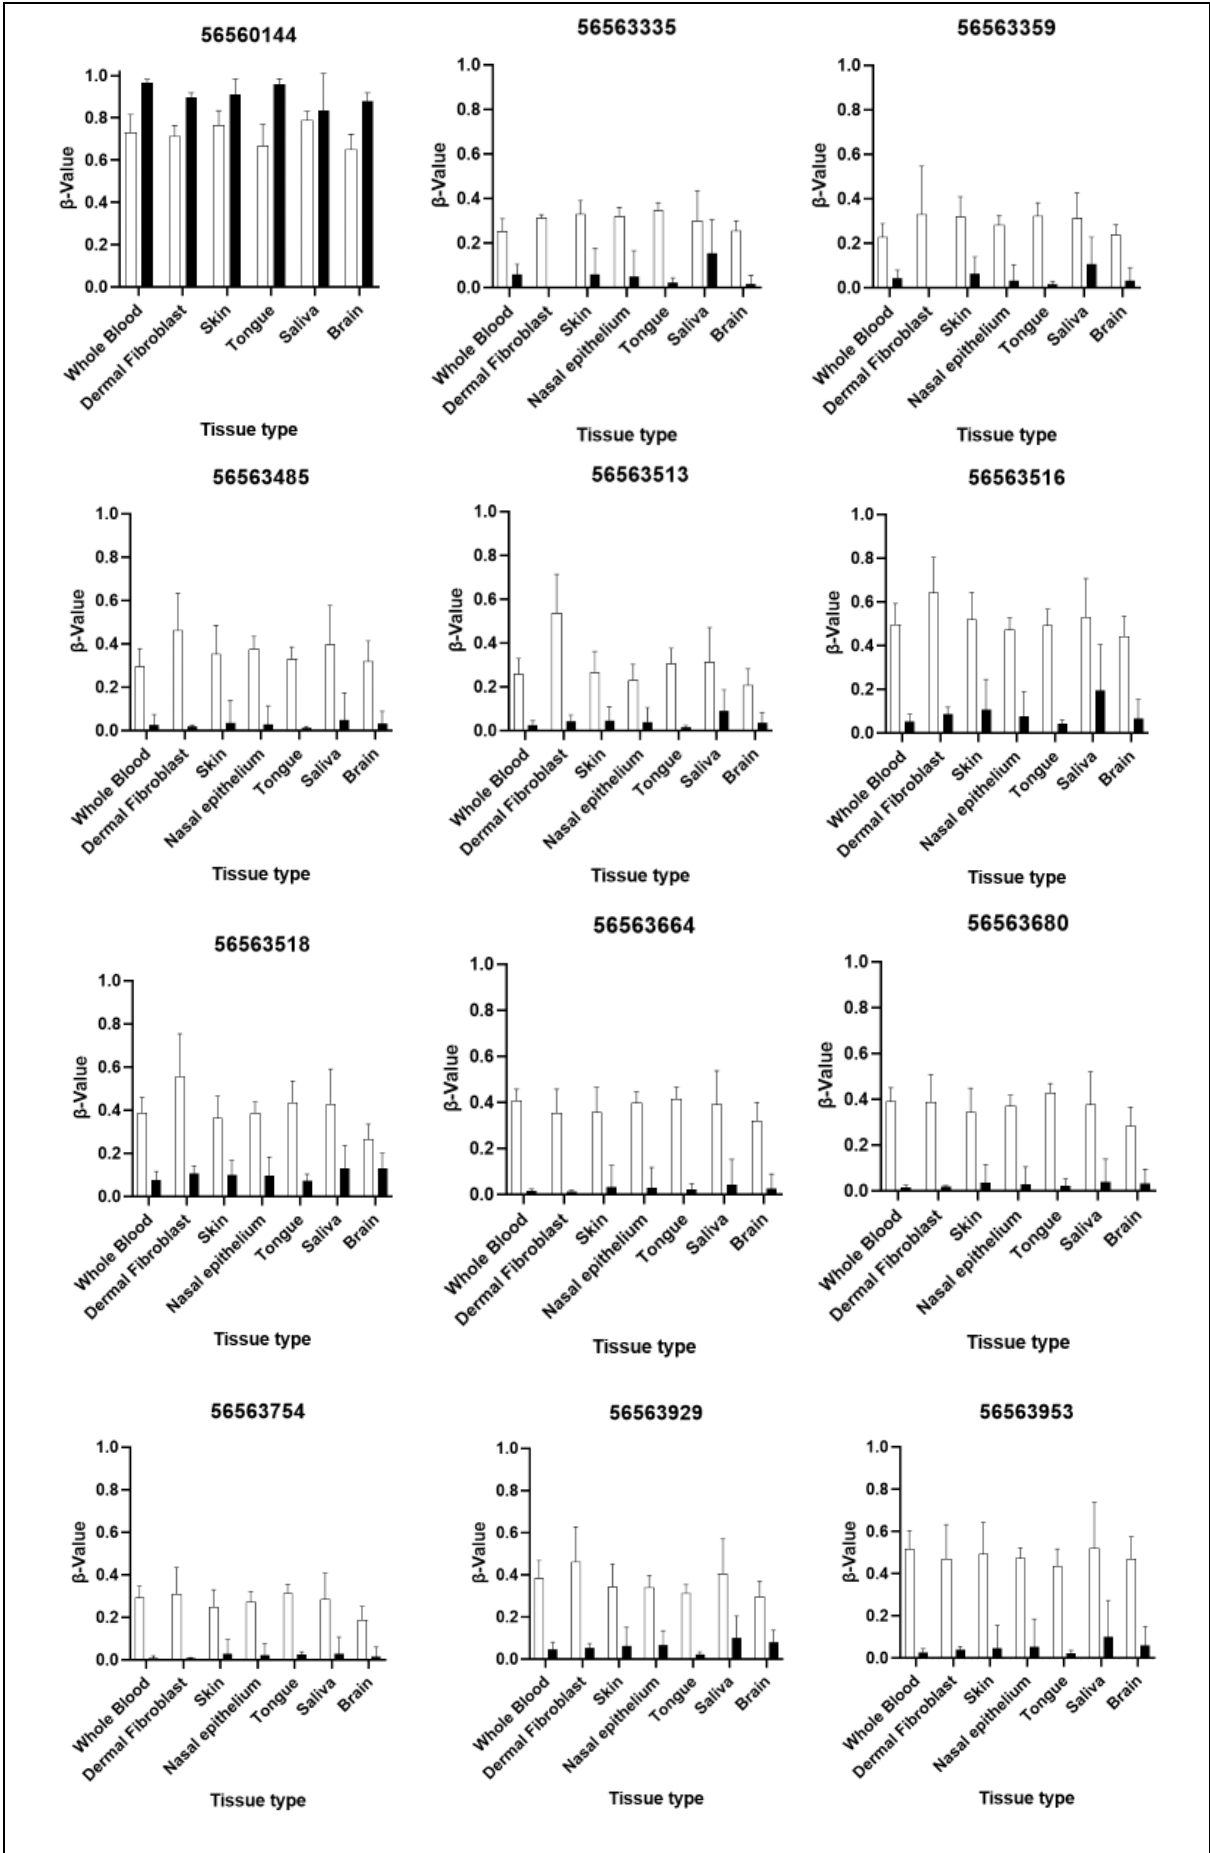 56560144
1.0
0.8
0.6
0.4
0.2
0.0
β-Value
Whole Blood
Dermal Fibroblast
Skin
Tongue
Saliva
Brain
Tissue type
56563335
1.0
0.8
0.6
0.4
0.2
0.0
β-Value
Whole Blood
Dermal Fibroblast
Skin
Nasal epithelium
Tongue
Saliva
Brain
Tissue type
56563359
1.0
0.8
0.6
0.4
0.2
0.0
β-Value
Whole Blood
Dermal Fibroblast
Skin
Nasal epithelium
Tongue
Saliva
Brain
Tissue type
56563485
1.0
0.8
0.6
0.4
0.2
0.0
β-Value
Whole Blood
Dermal Fibroblast
Skin
Nasal epithelium
Tongue
Saliva
Brain
Tissue type
56563513
1.0
0.8
0.6
0.4
0.2
0.0
β-Value
Whole Blood
Dermal Fibroblast
Skin
Nasal epithelium
Tongue
Saliva
Brain
Tissue type
56563516
1.0
0.8
0.6
0.4
0.2
0.0
β-Value
Whole Blood
Dermal Fibroblast
Skin
Nasal epithelium
Tongue
Saliva
Brain
Tissue type
56563518
1.0
0.8
0.6
0.4
0.2
0.0
β-Value
Whole Blood
Dermal Fibroblast
Skin
Nasal epithelium
Tongue
Saliva
Brain
Tissue type
56563664
1.0
0.8
0.6
0.4
0.2
0.0
β-Value
Whole Blood
Dermal Fibroblast
Skin
Nasal epithelium
Tongue
Saliva
Brain
Tissue type
56563680
1.0
0.8
0.6
0.4
0.2
0.0
β-Value
Whole Blood
Dermal Fibroblast
Skin
Nasal epithelium
Tongue
Saliva
Brain
Tissue type
56563754
1.0
0.8
0.6
0.4
0.2
0.0
β-Value
Whole Blood
Dermal Fibroblast
Skin
Nasal epithelium
Tongue
Saliva
Brain
Tissue type
56563929
1.0
0.8
0.6
0.4
0.2
0.0
β-Value
Whole Blood
Dermal Fibroblast
Skin
Nasal epithelium
Tongue
Saliva
Brain
Tissue type
56563953
1.0
0.8
0.6
0.4
0.2
0.0
β-Value
Whole Blood
Dermal Fibroblast
Skin
Nasal epithelium
Tongue
Saliva
Brain
Tissue type